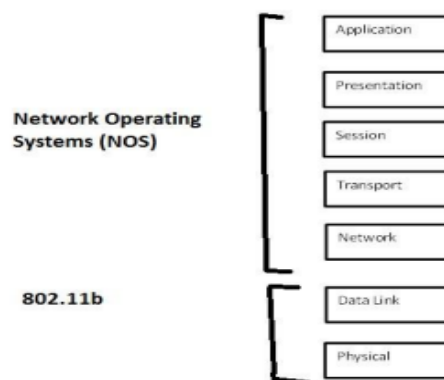 Application
Presentation
Network Operating
Systems (NOS)
Session
Transport
Network
802.11b
Data Link
Physical